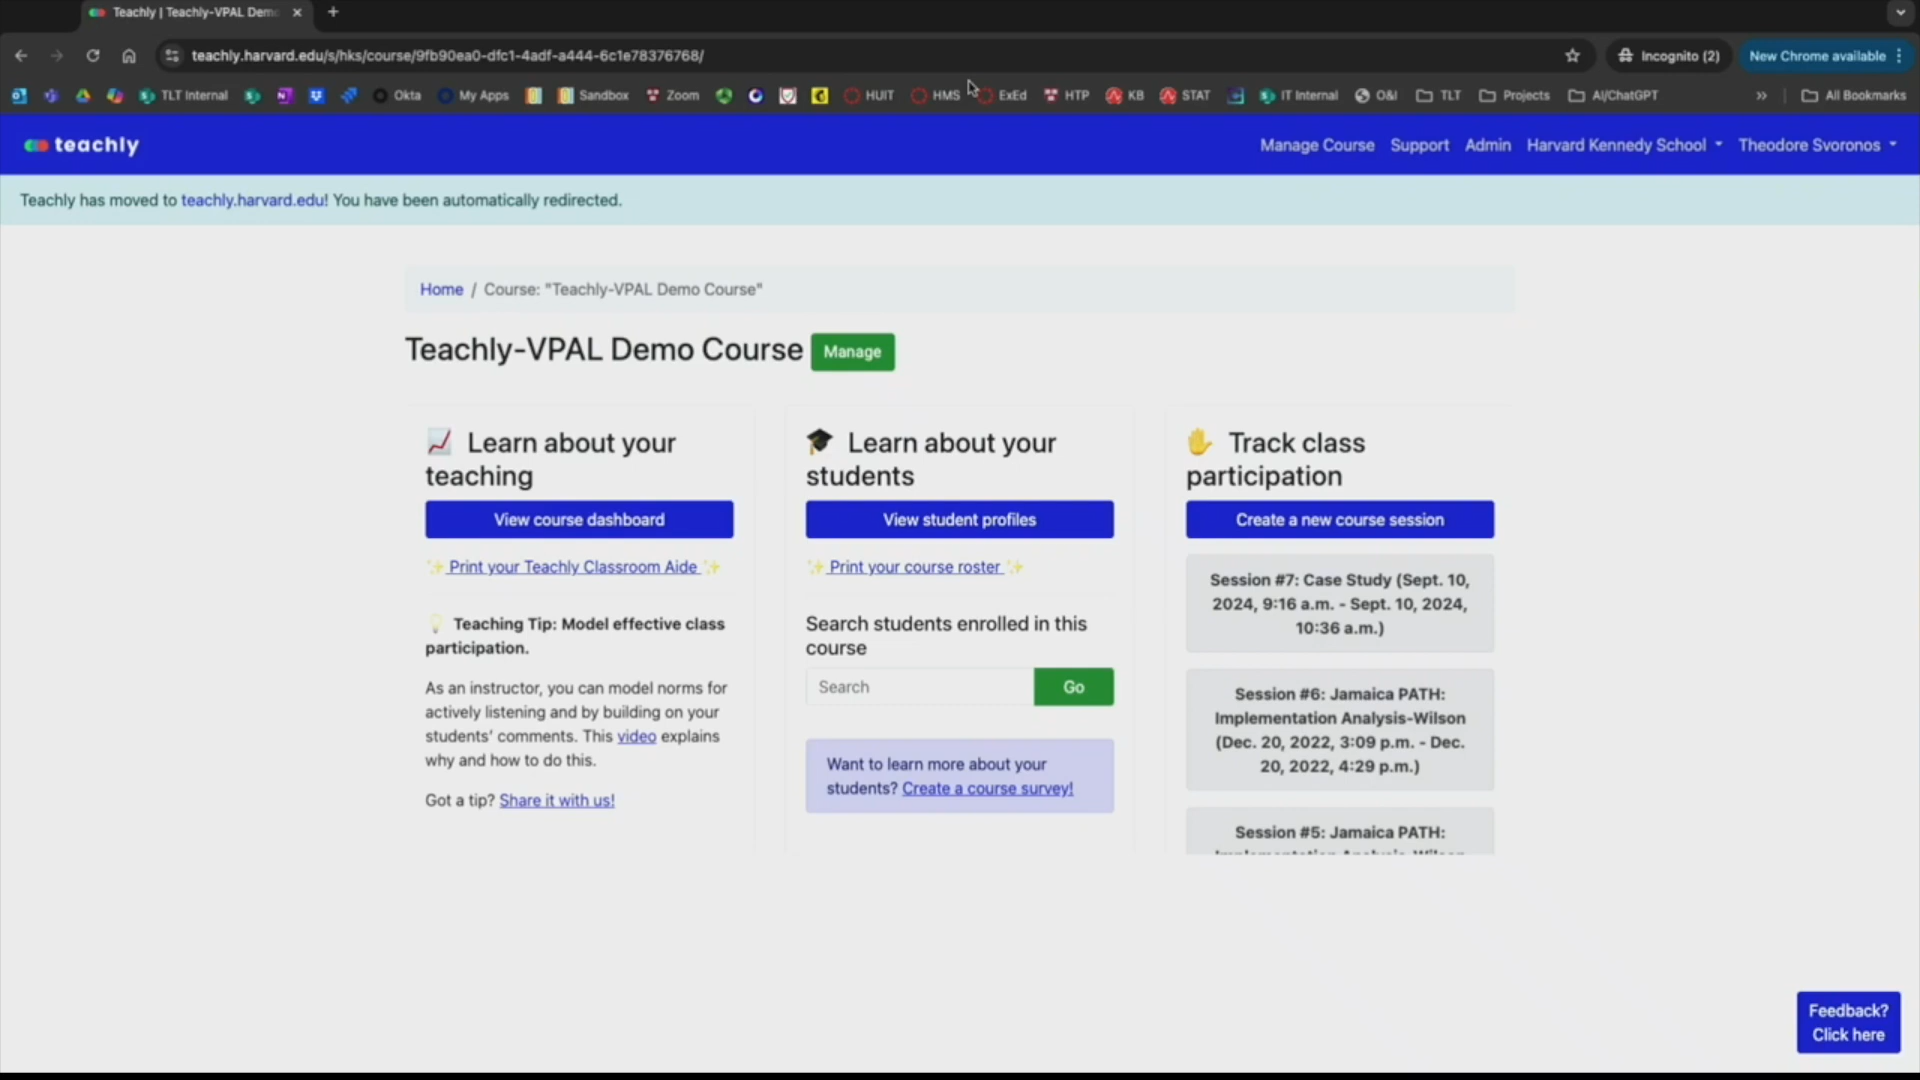 Teachly | Teachly-VPAL Dem
teachly.harvard.edu/s/hks/course/9fb90ea0-dfc1-4adf-a444-6c1e78376768/
Incognito (2)
New Chrome available
TLT Internal
Okta
My Apps
Sandbox
Zoom
HUIT
HMS
ExEd
HTP
KB
STAT
IT Internal
O&I
TLT
Projects
AI/ChatGPT
All Bookmarks
teachly
Manage Course
Support
Admin
Harvard Kennedy School
Theodore Svoronos
Teachly has moved to teachly.harvard.edu! You have been automatically redirected.
Home / Course: "Teachly-VPAL Demo Course"
Teachly-VPAL Demo Course
Manage
Learn about your
teaching
View course dashboard
Print your Teachly Classroom Aide
Teaching Tip: Model effective class
participation.
As an instructor, you can model norms for
actively listening and by building on your
students' comments. This video explains
why and how to do this.
Got a tip? Share it with us!
Learn about your
students
View student profiles
Print your course roster
Search students enrolled in this
course
Search
Go
Want to learn more about your
students? Create a course survey!
Track class
participation
Create a new course session
Session #7: Case Study (Sept. 10,
2024, 9:16 a.m. - Sept. 10, 2024,
10:36 a.m.)
Session #6: Jamaica PATH:
Implementation Analysis-Wilson
(Dec. 20, 2022, 3:09 p.m. - Dec.
20, 2022, 4:29 p.m.)
Session #5: Jamaica PATH:
Feedback?
Click here